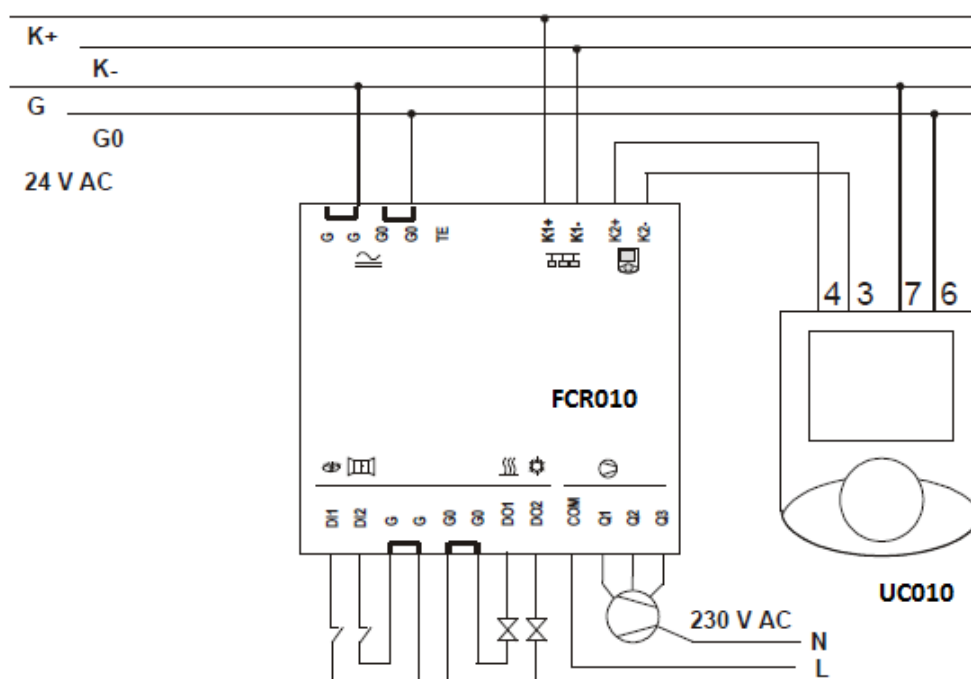 K+
K-
G
G0
24 V AC
G G G0 G0 TE K1+ K1- K2+ K2-
4 3 7 6
FCR010
DI1 DI2 G G G0 G0 DO1 DO2 COM Q1 Q2 Q3
UC010
230 V AC
N
L